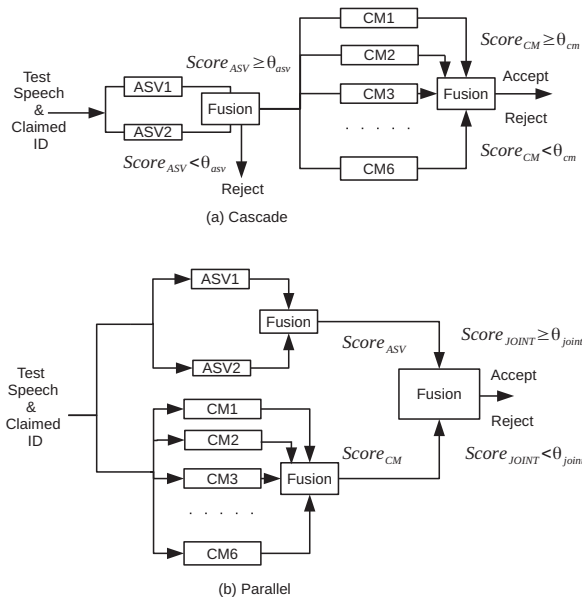 CM1
Score_CM ≥ θ_cm
Score_ASV ≥ θ_asv
CM2
Test
Speech
&
Claimed
ID
ASV1
Accept
CM3
Fusion
Fusion
Reject
ASV2
. . . . .
Score_ASV < θ_asv
Score_CM < θ_cm
CM6
Reject
(a) Cascade
ASV1
Fusion
Score_ASV
Score_JOINT ≥ θ_joint
ASV2
Test
Speech
&
Claimed
ID
Accept
Fusion
Reject
CM1
CM2
Score_CM
Score_JOINT < θ_joint
CM3
Fusion
. . . . .
CM6
(b) Parallel